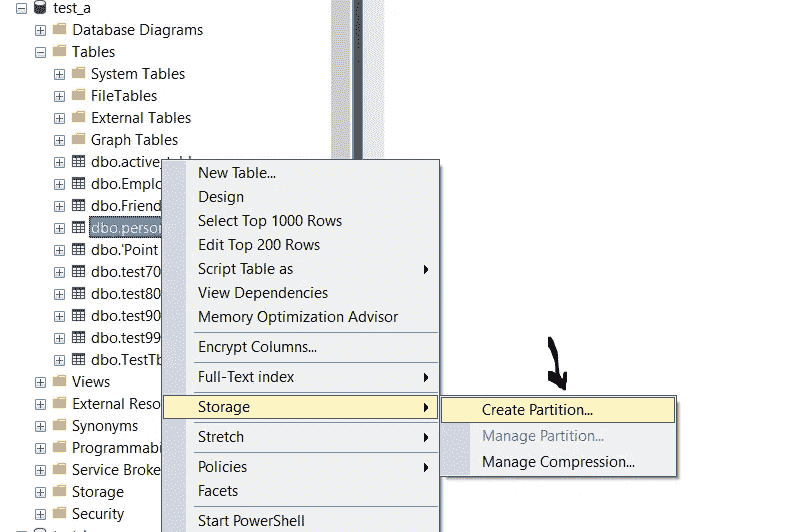 test_a
Database Diagrams
Tables
System Tables
FileTables
External Tables
Graph Tables
dbo.active_
dbo.Emplo
dbo.Friend
dbo.person
dbo.'Point
dbo.test70
dbo.test80
dbo.test90
dbo.test99
dbo.TestTb
Views
External Reso
Synonyms
Programmabi
Service Broke
Storage
Security
New Table...
Design
Select Top 1000 Rows
Edit Top 200 Rows
Script Table as
View Dependencies
Memory Optimization Advisor
Encrypt Columns...
Full-Text index
Storage
Stretch
Policies
Facets
Start PowerShell
Create Partition...
Manage Partition...
Manage Compression...